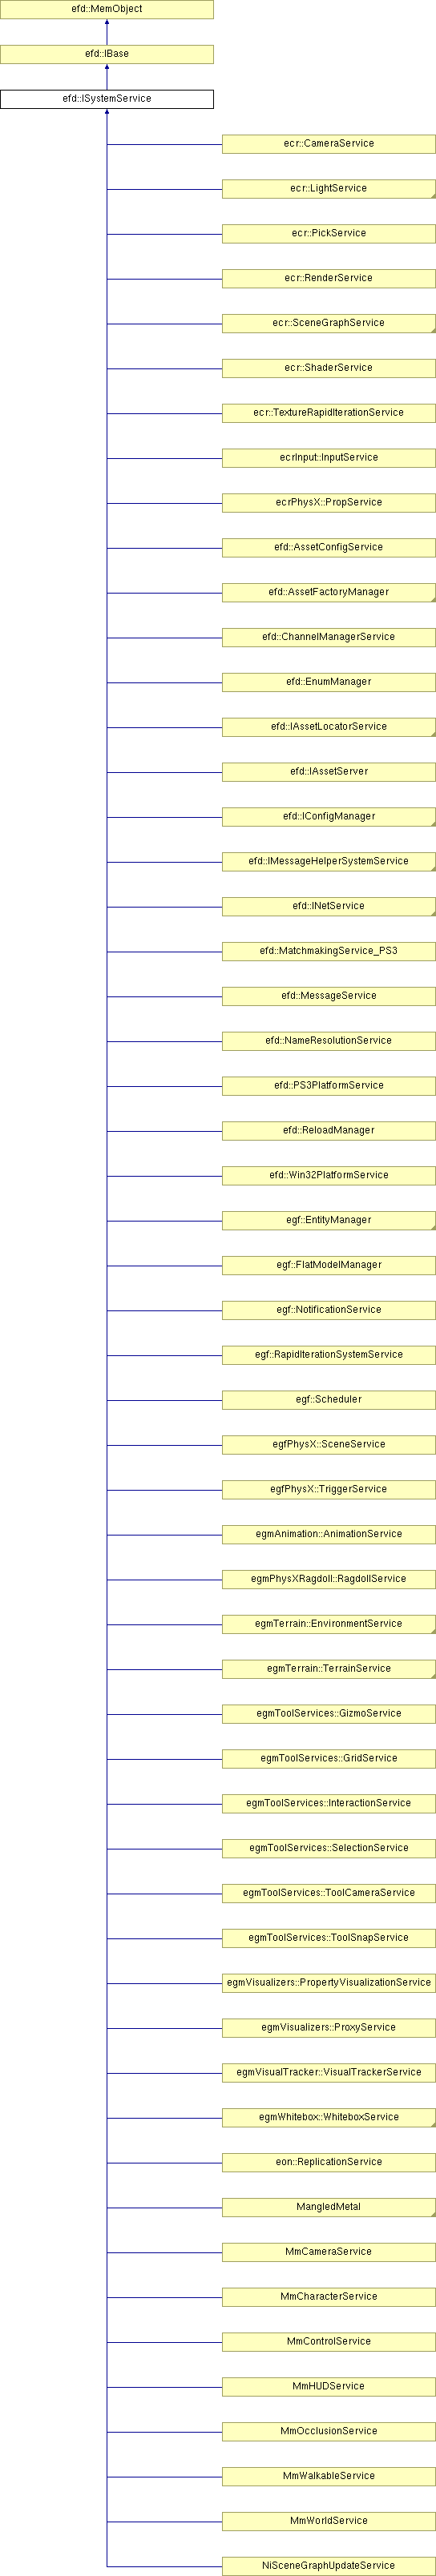 efd::MemObject
efd::IBase
efd::ISystemService
ecr::CameraService
ecr::LightService
ecr::PickService
ecr::RenderService
ecr::SceneGraphService
ecr::ShaderService
ecr::TextureRapidIterationService
ecrInput::InputService
ecrPhysX::PropService
efd::AssetConfigService
efd::AssetFactoryManager
efd::ChannelManagerService
efd::EnumManager
efd::IAssetLocatorService
efd::IAssetServer
efd::IConfigManager
efd::IMessageHelperSystemService
efd::INetService
efd::MatchmakingService_PS3
efd::MessageService
efd::NameResolutionService
efd::PS3PlatformService
efd::ReloadManager
efd::Win32PlatformService
egf::EntityManager
egf::FlatModelManager
egf::NotificationService
egf::RapidIterationSystemService
egf::Scheduler
egfPhysX::SceneService
egfPhysX::TriggerService
egmAnimation::AnimationService
egmPhysXRagdoll::RagdollService
egmTerrain::EnvironmentService
egmTerrain::TerrainService
egmToolServices::GizmoService
egmToolServices::GridService
egmToolServices::InteractionService
egmToolServices::SelectionService
egmToolServices::ToolCameraService
egmToolServices::ToolSnapService
egmVisualizers::PropertyVisualizationService
egmVisualizers::ProxyService
egmVisualTracker::VisualTrackerService
egmWhitebox::WhiteboxService
eon::ReplicationService
MangledMetal
MmCameraService
MmCharacterService
MmControlService
MmHUDService
MmOcclusionService
MmWalkableService
MmWorldService
NiSceneGraphUpdateService